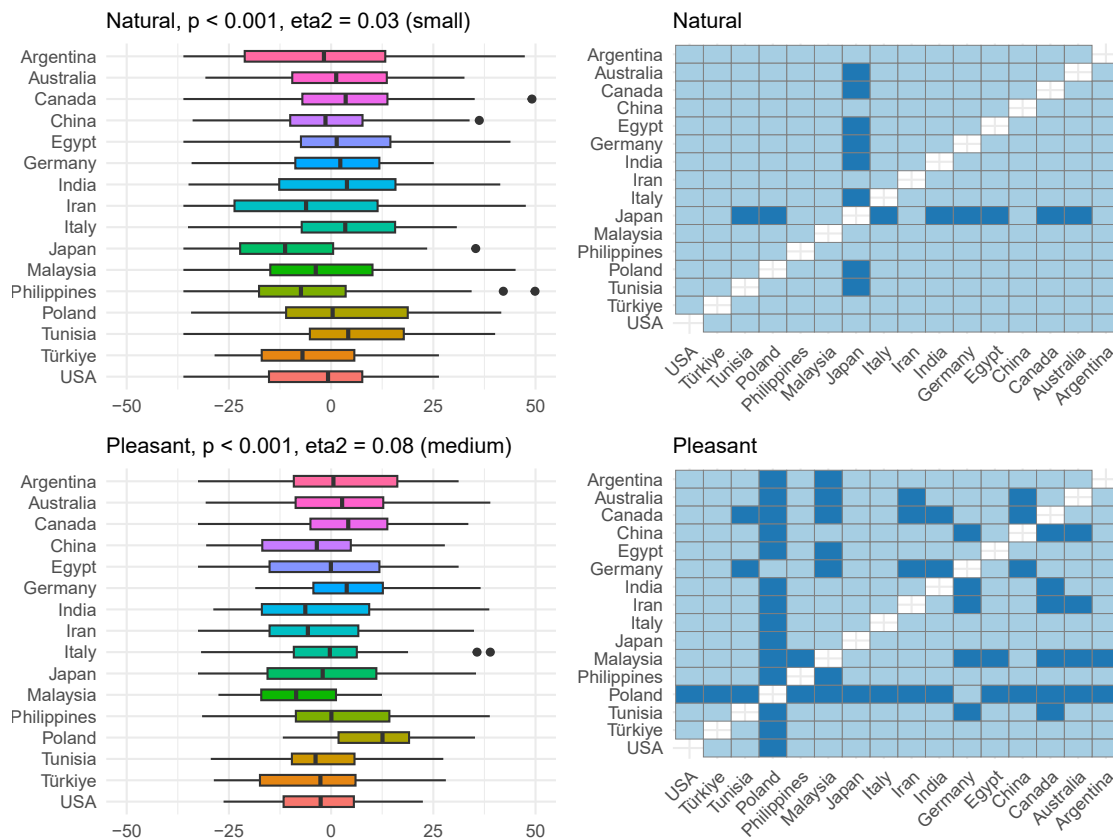 Natural, p < 0.001, eta2 = 0.03 (small)
Argentina
Australia
Canada
China
Egypt
Germany
India
Iran
Italy
Japan
Malaysia
Philippines
Poland
Tunisia
Türkiye
USA
−50 −25 0 25 50
Natural
Argentina
Australia
Canada
China
Egypt
Germany
India
Iran
Italy
Japan
Malaysia
Philippines
Poland
Tunisia
Türkiye
USA
USA Türkiye Tunisia Poland Philippines Malaysia Japan Italy Iran India Germany Egypt China Canada Australia Argentina
Pleasant, p < 0.001, eta2 = 0.08 (medium)
Argentina
Australia
Canada
China
Egypt
Germany
India
Iran
Italy
Japan
Malaysia
Philippines
Poland
Tunisia
Türkiye
USA
−50 −25 0 25 50
Pleasant
Argentina
Australia
Canada
China
Egypt
Germany
India
Iran
Italy
Japan
Malaysia
Philippines
Poland
Tunisia
Türkiye
USA
USA Türkiye Tunisia Poland Philippines Malaysia Japan Italy Iran India Germany Egypt China Canada Australia Argentina